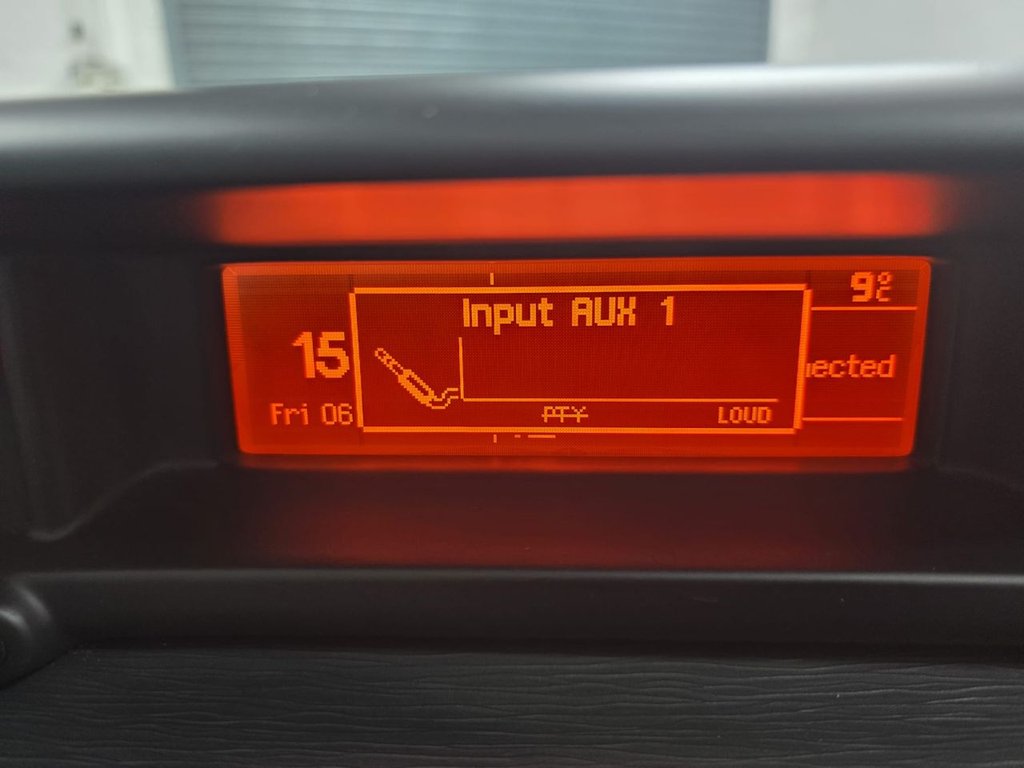 Input AUX 1
9°C
15
nected
Fri 06
PTY
LOUD